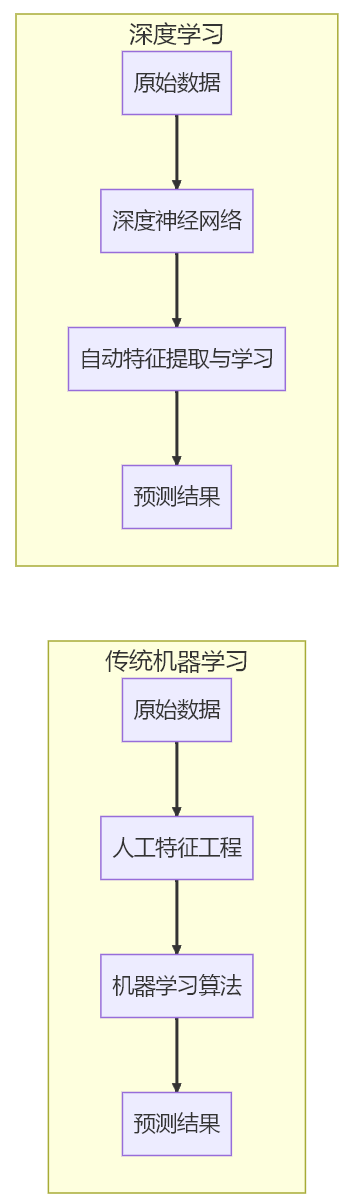 深度学习
原始数据
深度神经网络
自动特征提取与学习
预测结果
传统机器学习
原始数据
人工特征工程
机器学习算法
预测结果